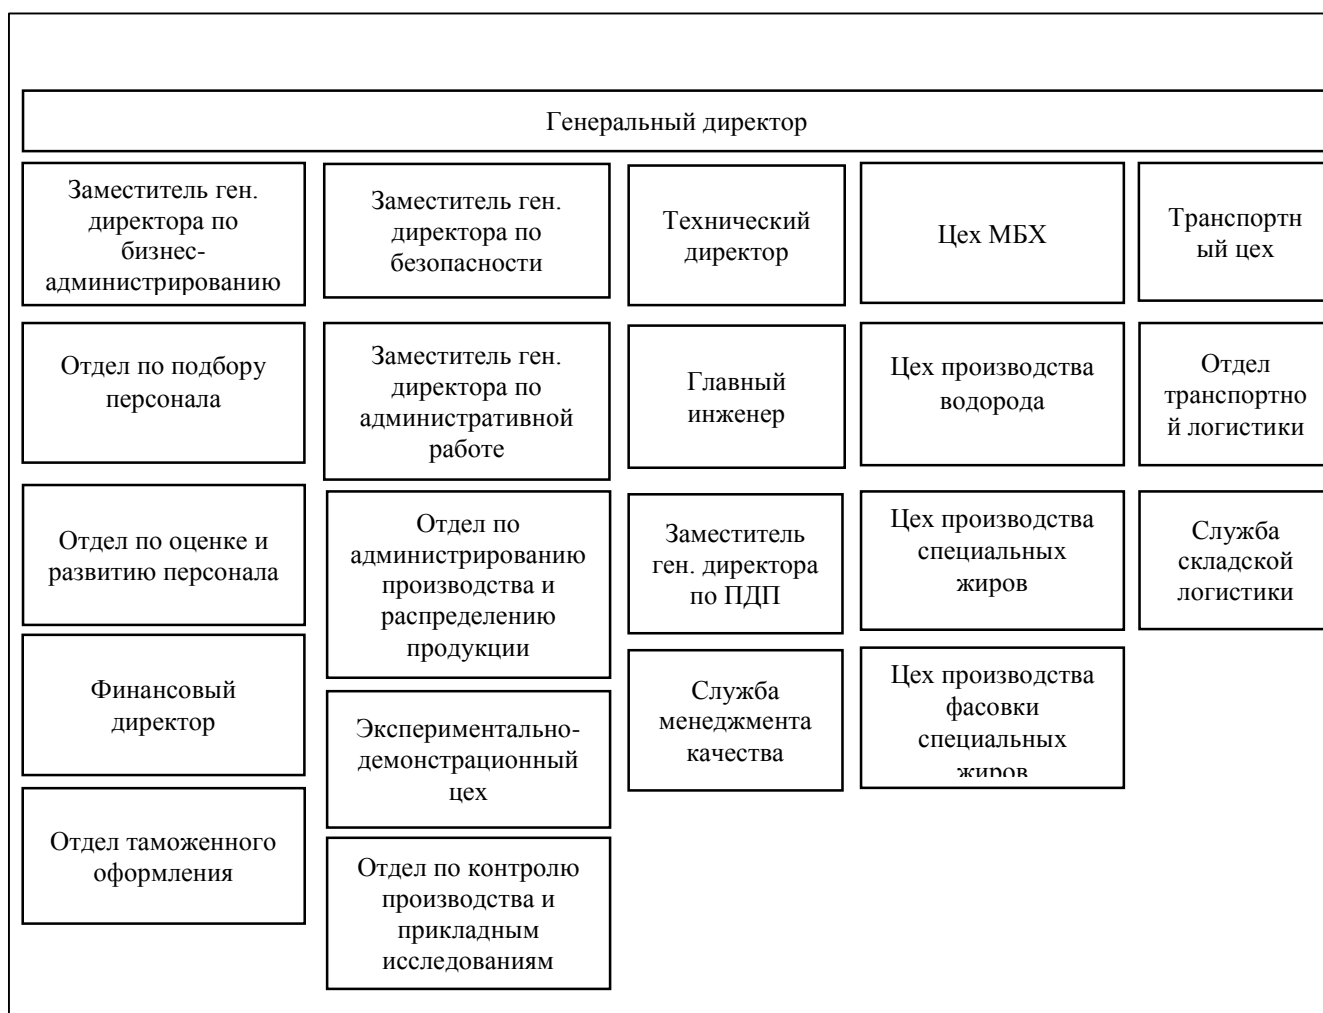 Генеральный директор
Заместитель ген.
директора по
бизнес-
администрированию
Заместитель ген.
директора по
безопасности
Технический
директор
Цех МБХ
Транспортн
ый цех
Отдел по подбору
персонала
Заместитель ген.
директора по
административной
работе
Главный
инженер
Цех производства
водорода
Отдел
транспортно
й логистики
Отдел по оценке и
развитию персонала
Отдел по
администрированию
производства и
распределению
продукции
Заместитель
ген. директора
по ПДП
Цех производства
специальных
жиров
Служба
складской
логистики
Финансовый
директор
Экспериментально-
демонстрационный
цех
Служба
менеджмента
качества
Цех производства
фасовки
специальных
жиров
Отдел таможенного
оформления
Отдел по контролю
производства и
прикладным
исследованиям